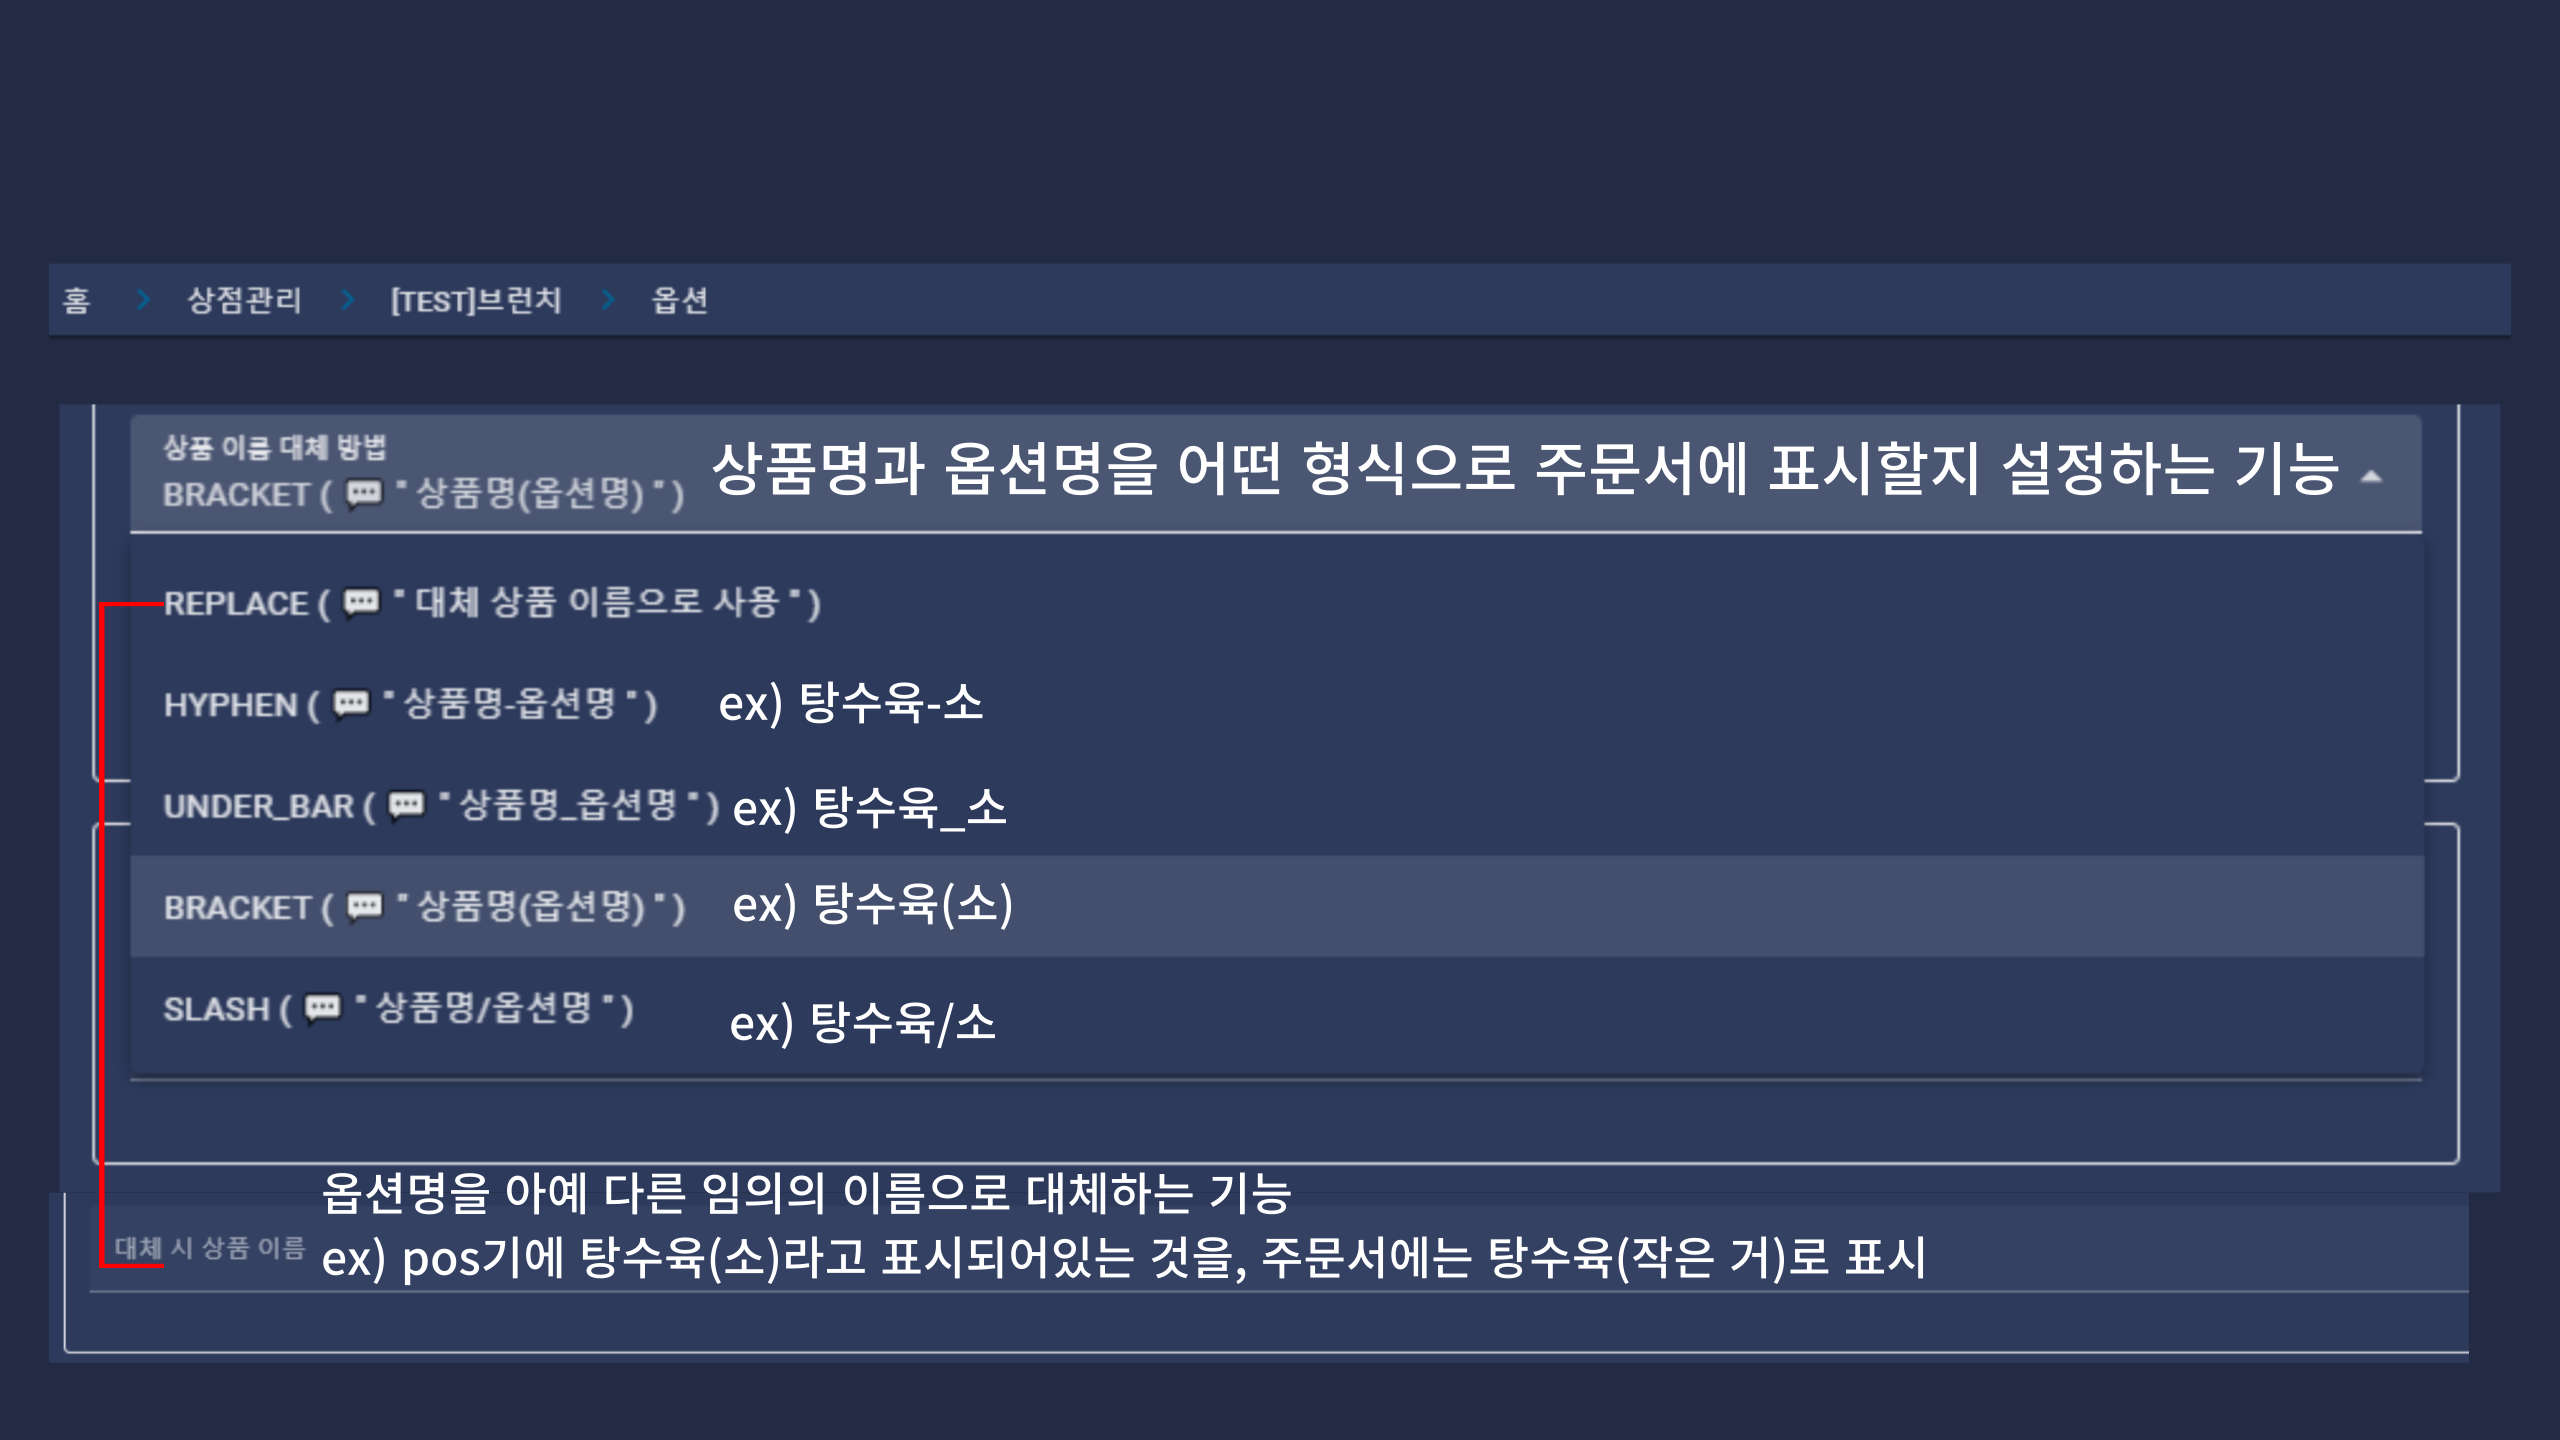 홈 > 상점관리 > [TEST]브런치 > 옵션
상품 이름 대체 방법
BRACKET ( 💬 " 상품명(옵션명) " )
상품명과 옵션명을 어떤 형식으로 주문서에 표시할지 설정하는 기능
REPLACE ( 💬 " 대체 상품 이름으로 사용 " )
HYPHEN ( 💬 " 상품명-옵션명 " ) ex) 탕수육-소
UNDER_BAR ( 💬 " 상품명_옵션명 " ) ex) 탕수육_소
BRACKET ( 💬 " 상품명(옵션명) " ) ex) 탕수육(소)
SLASH ( 💬 " 상품명/옵션명 " ) ex) 탕수육/소
옵션명을 아예 다른 임의의 이름으로 대체하는 기능
대체 시 상품 이름
ex) pos기에 탕수육(소)라고 표시되어있는 것을, 주문서에는 탕수육(작은 거)로 표시